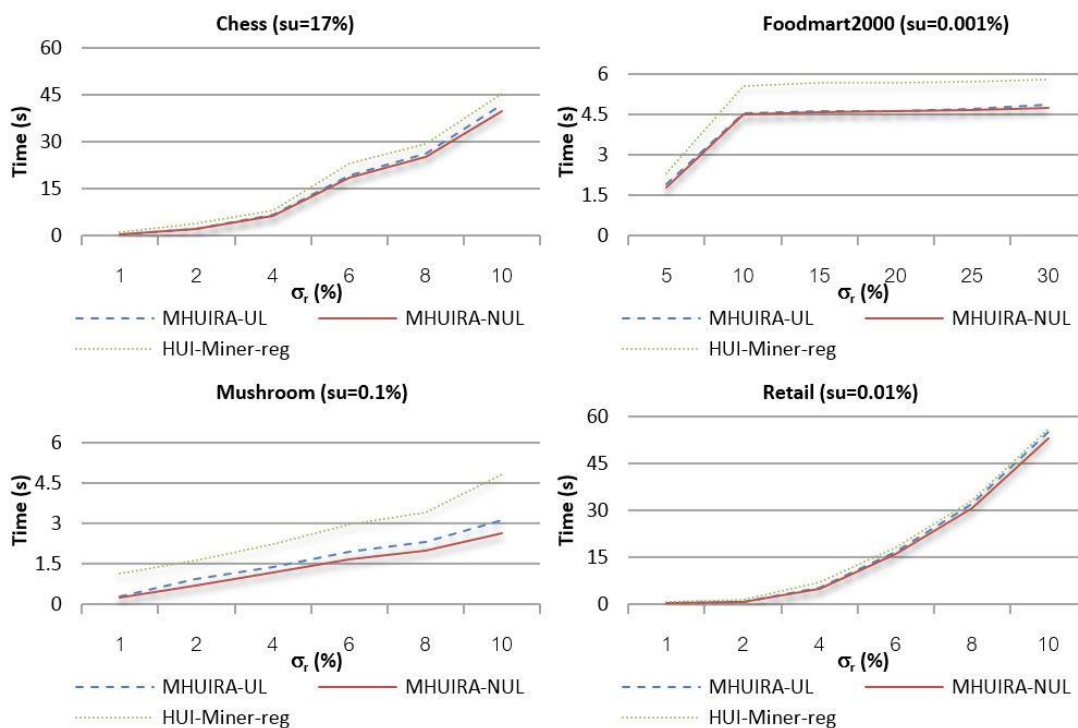 Chess (su=17%)
60
45
30
15
0
Time (s)
1 2 4 6 8 10
σr (%)
MHUIRA-UL MHUIRA-NUL
HUI-Miner-reg
Foodmart2000 (su=0.001%)
6
4.5
3
1.5
0
Time (s)
5 10 15 20 25 30
σr (%)
MHUIRA-UL MHUIRA-NUL
HUI-Miner-reg
Mushroom (su=0.1%)
6
4.5
3
1.5
0
Time (s)
1 2 4 6 8 10
σr (%)
MHUIRA-UL MHUIRA-NUL
HUI-Miner-reg
Retail (su=0.01%)
60
45
30
15
0
Time (s)
1 2 4 6 8 10
σr (%)
MHUIRA-UL MHUIRA-NUL
HUI-Miner-reg